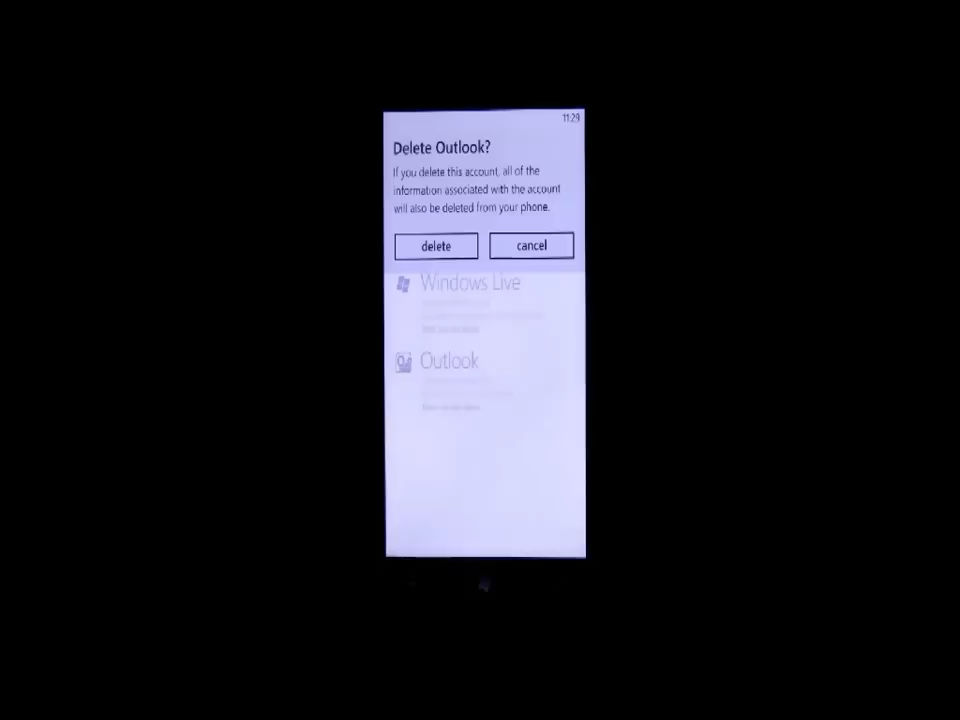 11:29
Delete Outlook?
If you delete this account, all of the
information associated with the account
will also be deleted from your phone.
delete cancel
Windows Live
Outlook